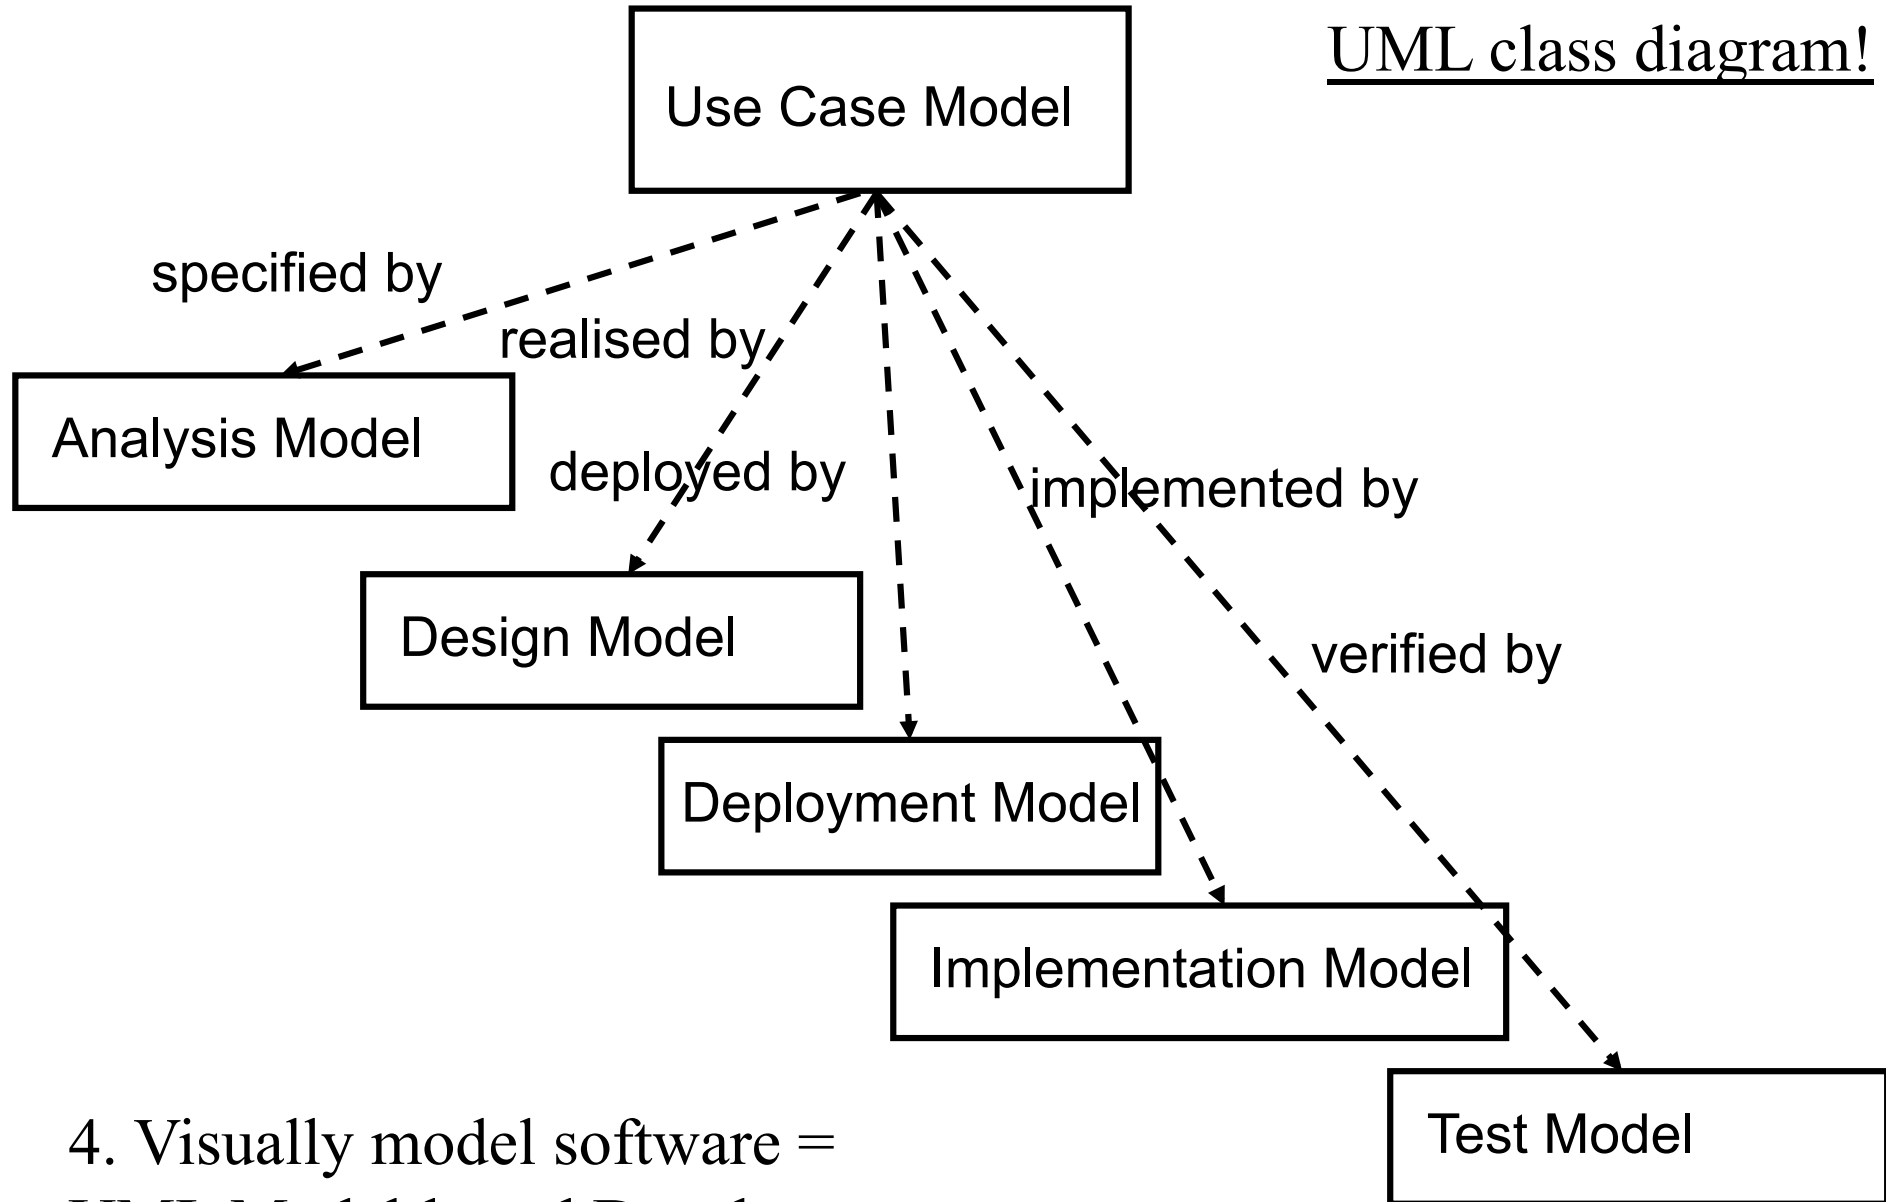 UML class diagram!
Use Case Model
specified by
realised by
Analysis Model
deployed by
implemented by
Design Model
verified by
Deployment Model
Implementation Model
Test Model
4. Visually model software =